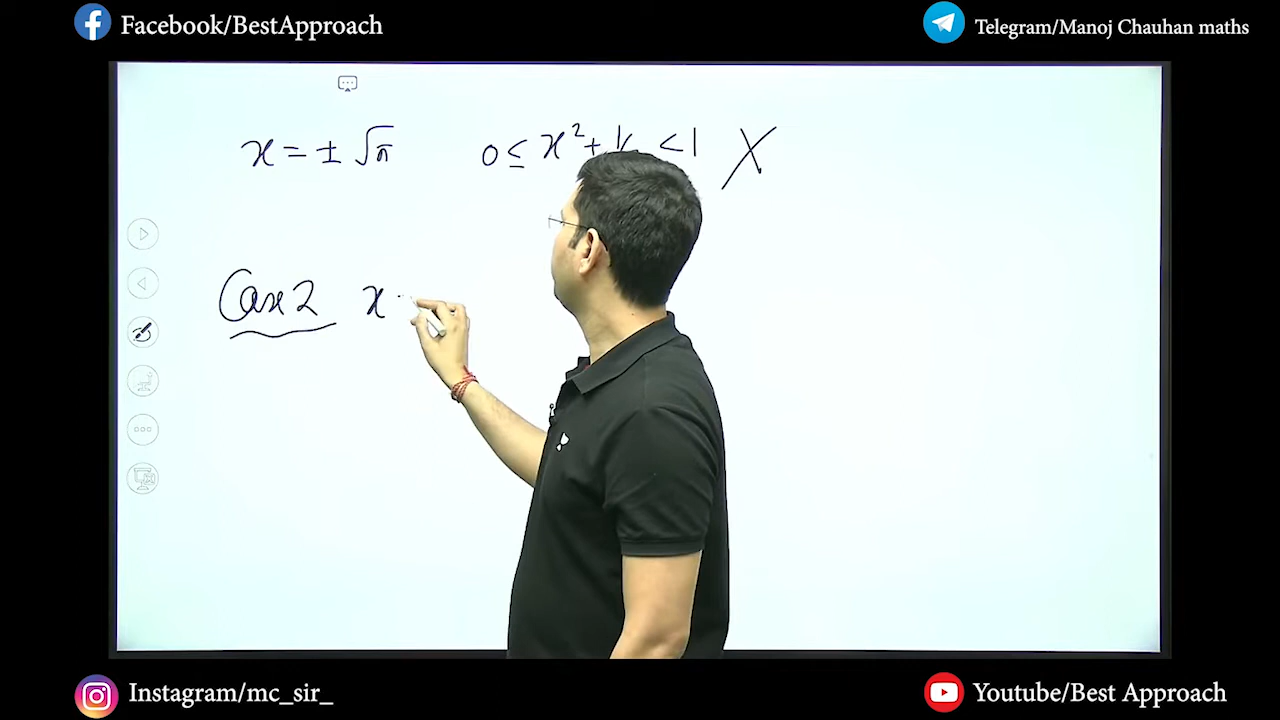 Facebook/BestApproach
Telegram/Manoj Chauhan maths
x = ± √π 0 ≤ x² + 1/ < 1 X
Case 2 x
Instagram/mc_sir_
Youtube/Best Approach